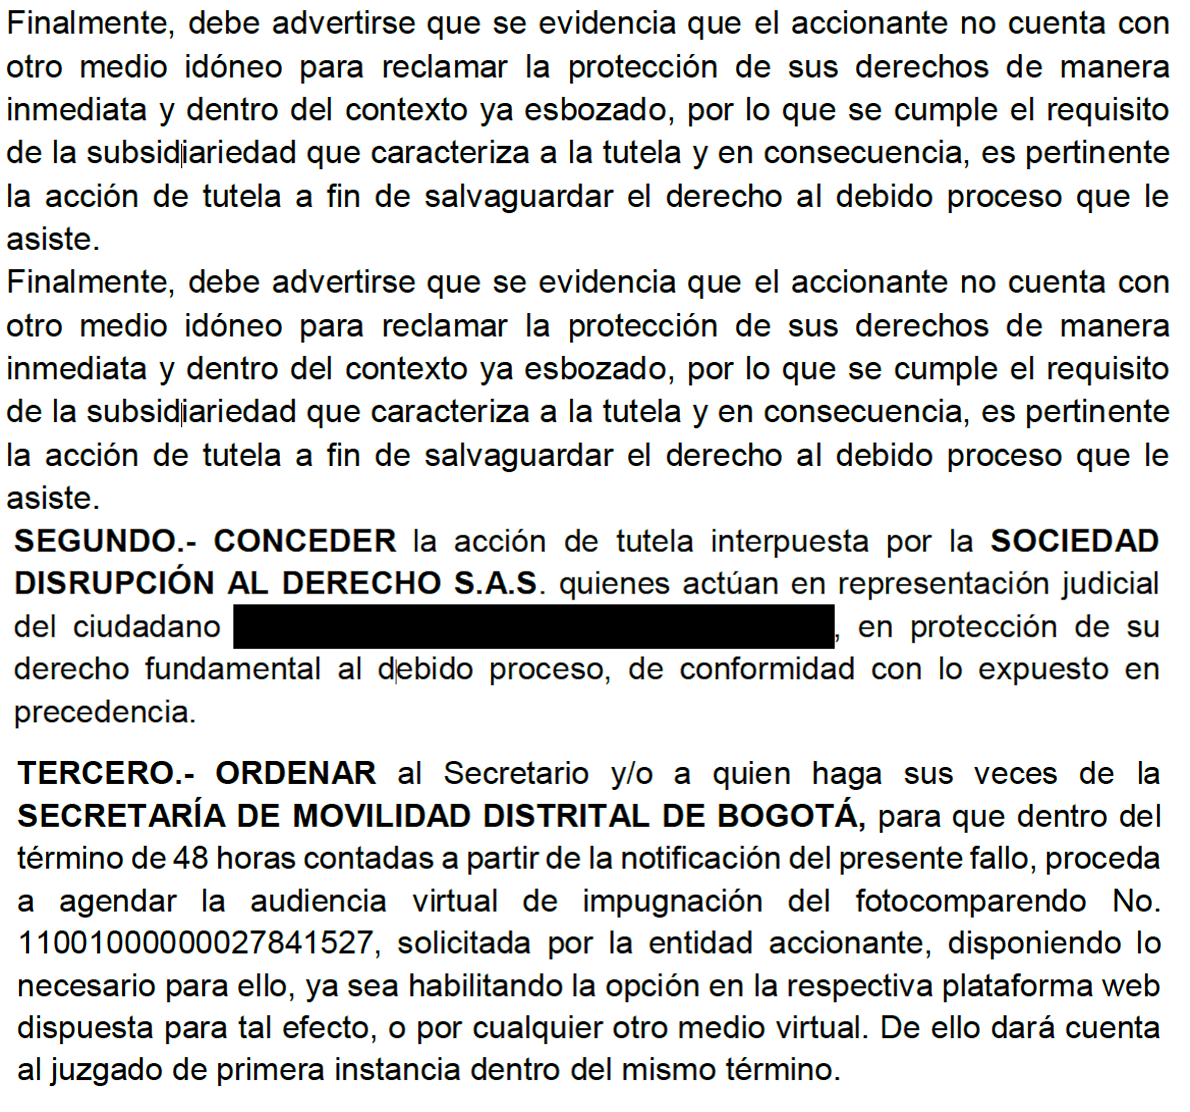 Finalmente, debe advertirse que se evidencia que el accionante no cuenta con
otro medio idóneo para reclamar la protección de sus derechos de manera
inmediata y dentro del contexto ya esbozado, por lo que se cumple el requisito
de la subsidiariedad que caracteriza a la tutela y en consecuencia, es pertinente
la acción de tutela a fin de salvaguardar el derecho al debido proceso que le
asiste.
Finalmente, debe advertirse que se evidencia que el accionante no cuenta con
otro medio idóneo para reclamar la protección de sus derechos de manera
inmediata y dentro del contexto ya esbozado, por lo que se cumple el requisito
de la subsidiariedad que caracteriza a la tutela y en consecuencia, es pertinente
la acción de tutela a fin de salvaguardar el derecho al debido proceso que le
asiste.
SEGUNDO.- CONCEDER la acción de tutela interpuesta por la SOCIEDAD
DISRUPCIÓN AL DERECHO S.A.S. quienes actúan en representación judicial
del ciudadano , en protección de su
derecho fundamental al debido proceso, de conformidad con lo expuesto en
precedencia.
TERCERO.- ORDENAR al Secretario y/o a quien haga sus veces de la
SECRETARÍA DE MOVILIDAD DISTRITAL DE BOGOTÁ, para que dentro del
término de 48 horas contadas a partir de la notificación del presente fallo, proceda
a agendar la audiencia virtual de impugnación del fotocomparendo No.
11001000000027841527, solicitada por la entidad accionante, disponiendo lo
necesario para ello, ya sea habilitando la opción en la respectiva plataforma web
dispuesta para tal efecto, o por cualquier otro medio virtual. De ello dará cuenta
al juzgado de primera instancia dentro del mismo término.